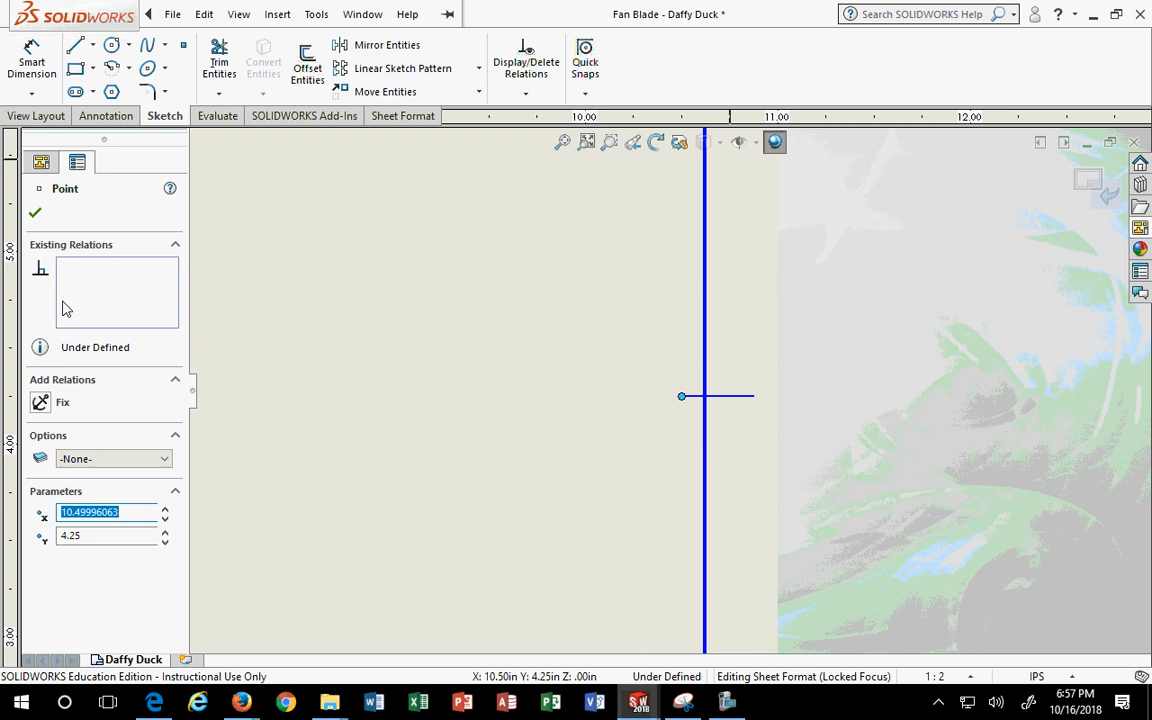 SOLIDWORKS File Edit View Insert Tools Window Help Fan Blade - Daffy Duck * Search SOLIDWORKS Help
Smart Dimension
Trim Entities
Convert Entities
Offset Entities
Mirror Entities
Linear Sketch Pattern
Move Entities
Display/Delete Relations
Quick Snaps
View Layout Annotation Sketch Evaluate SOLIDWORKS Add-Ins Sheet Format
10.00 11.00 12.00
5.00
4.00
3.00
Point
Existing Relations
Under Defined
Add Relations
Fix
Options
-None-
Parameters
10.49996063
4.25
Daffy Duck
SOLIDWORKS Education Edition - Instructional Use Only X: 10.50in Y: 4.25in Z: .00in Under Defined Editing Sheet Format (Locked Focus) 1 : 2 IPS
6:57 PM
10/16/2018